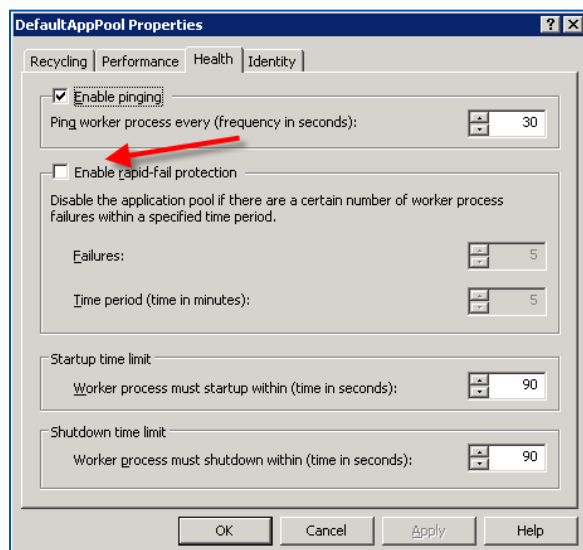 DefaultAppPool Properties
Recycling Performance Health Identity
Enable pinging
Ping worker process every (frequency in seconds): 30
Enable rapid-fail protection
Disable the application pool if there are a certain number of worker process
failures within a specified time period.
Failures: 5
Time period (time in minutes): 5
Startup time limit
Worker process must startup within (time in seconds): 90
Shutdown time limit
Worker process must shutdown within (time in seconds): 90
OK Cancel Apply Help